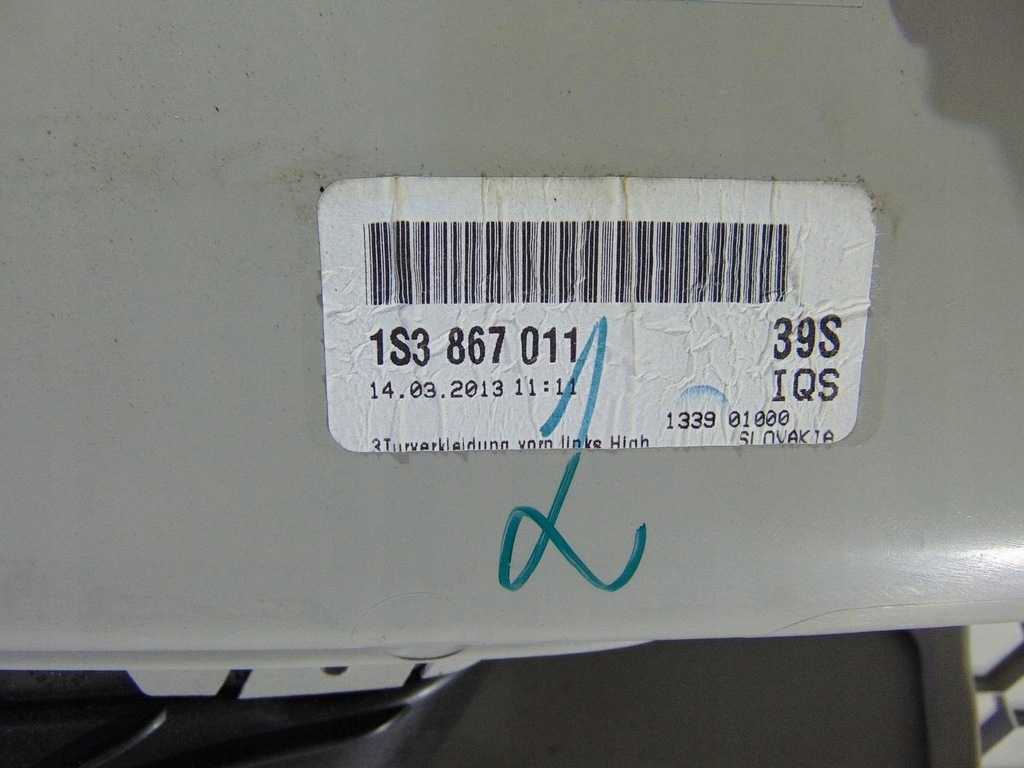 1S3 867 011 39S
14.03.2013 11:11 IQS
1339 01000
3Turverkleidung vorn links High SLOVAKIA